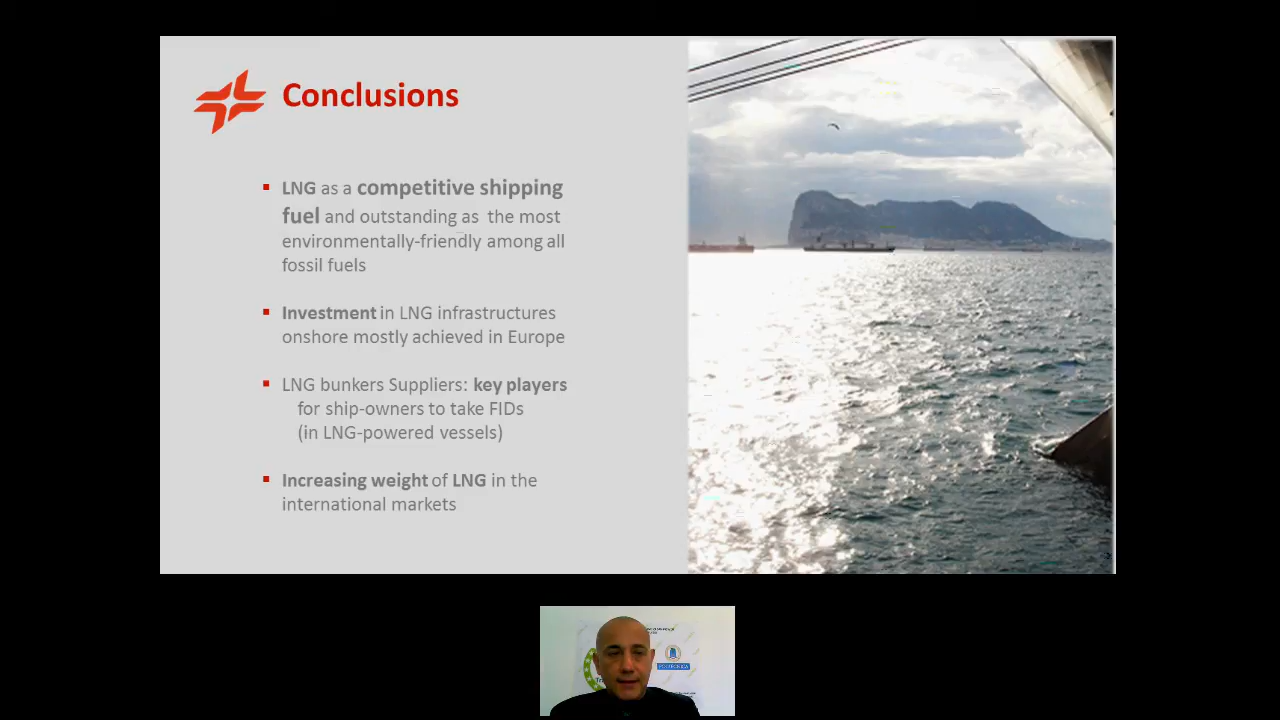 Conclusions
LNG as a competitive shipping
fuel and outstanding as the most
environmentally-friendly among all
fossil fuels
Investment in LNG infrastructures
onshore mostly achieved in Europe
LNG bunkers Suppliers: key players
for ship-owners to take FIDs
(in LNG-powered vessels)
Increasing weight of LNG in the
international markets
POLITÉCNICA